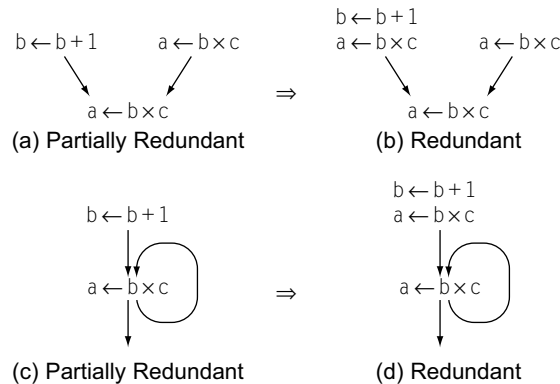 b ← b + 1
b ← b + 1 a ← b × c
a ← b × c a ← b × c
⇒
a ← b × c a ← b × c
(a) Partially Redundant (b) Redundant
b ← b + 1
b ← b + 1 a ← b × c
a ← b × c ⇒ a ← b × c
(c) Partially Redundant (d) Redundant